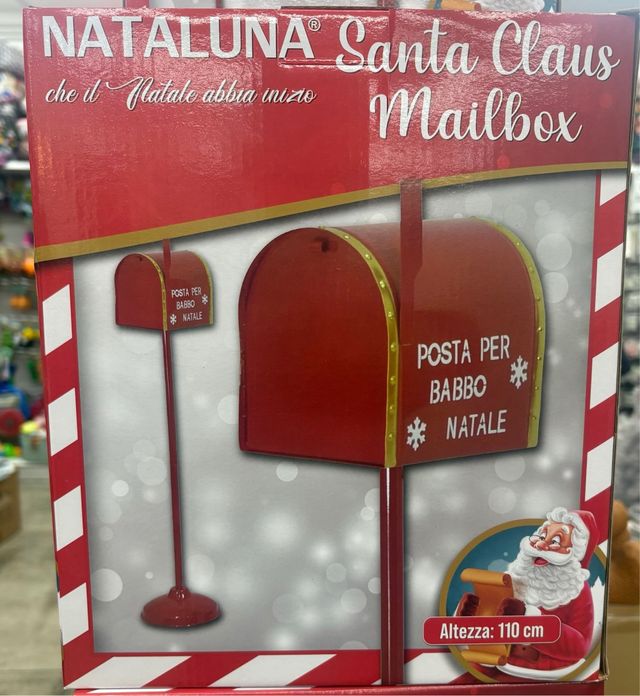 NATALUNA®
che il Natale abbia inizio
Santa Claus
Mailbox
POSTA PER
BABBO
NATALE
POSTA PER
BABBO
NATALE
Altezza: 110 cm